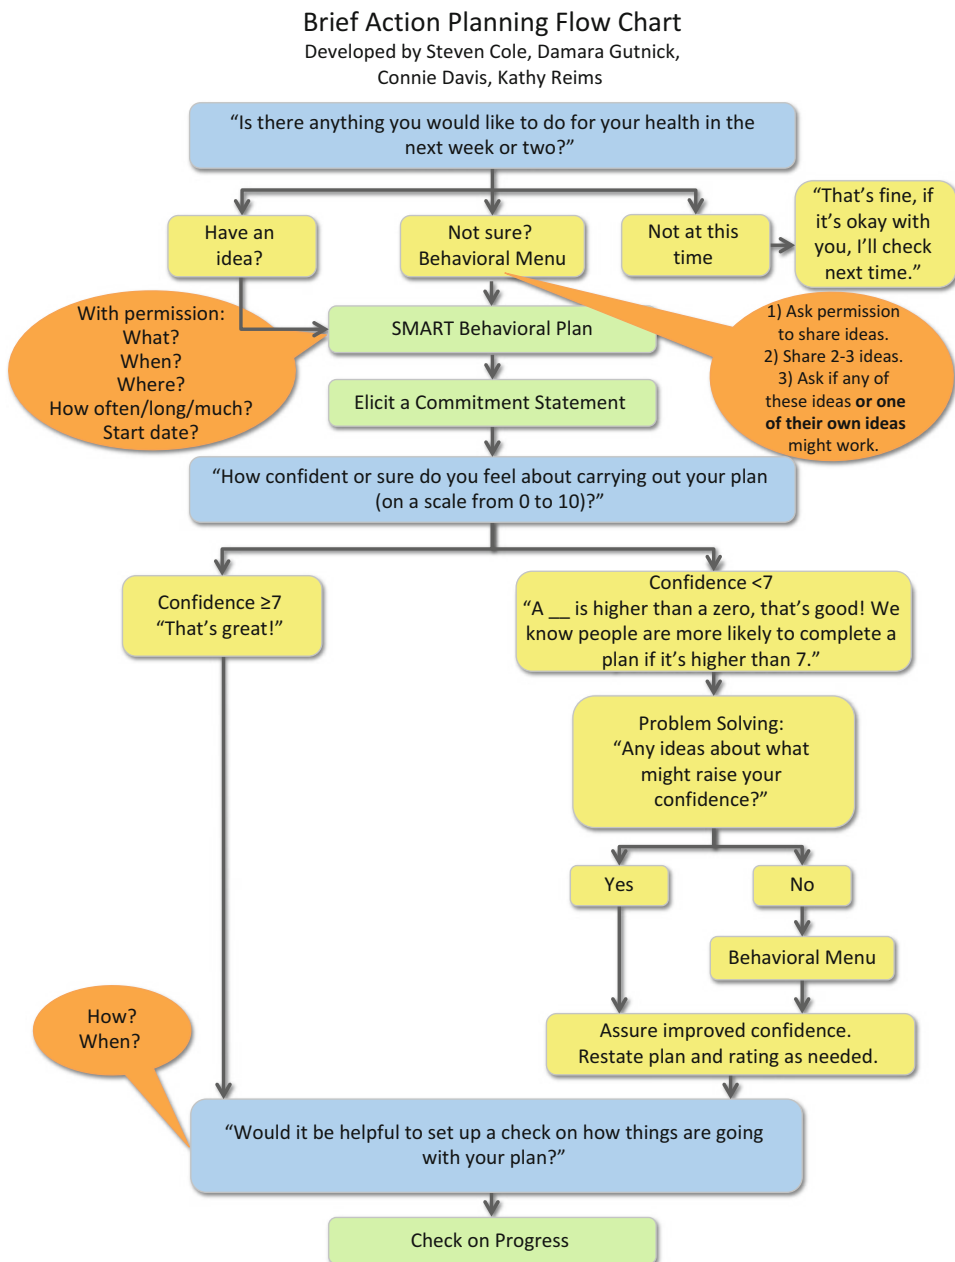 Brief Action Planning Flow Chart
Developed by Steven Cole, Damara Gutnick,
Connie Davis, Kathy Reims
“Is there anything you would like to do for your health in the
next week or two?”
Have an
idea?
Not sure?
Behavioral Menu
Not at this
time
“That’s fine, if
it’s okay with
you, I’ll check
next time.”
With permission:
What?
When?
Where?
How often/long/much?
Start date?
SMART Behavioral Plan
1) Ask permission
to share ideas.
2) Share 2-3 ideas.
3) Ask if any of
these ideas or one
of their own ideas
might work.
Elicit a Commitment Statement
“How confident or sure do you feel about carrying out your plan
(on a scale from 0 to 10)?”
Confidence ≥7
“That’s great!”
Confidence <7
“A __ is higher than a zero, that’s good! We
know people are more likely to complete a
plan if it’s higher than 7.”
Problem Solving:
“Any ideas about what
might raise your
confidence?”
Yes
No
Behavioral Menu
Assure improved confidence.
Restate plan and rating as needed.
How?
When?
“Would it be helpful to set up a check on how things are going
with your plan?”
Check on Progress